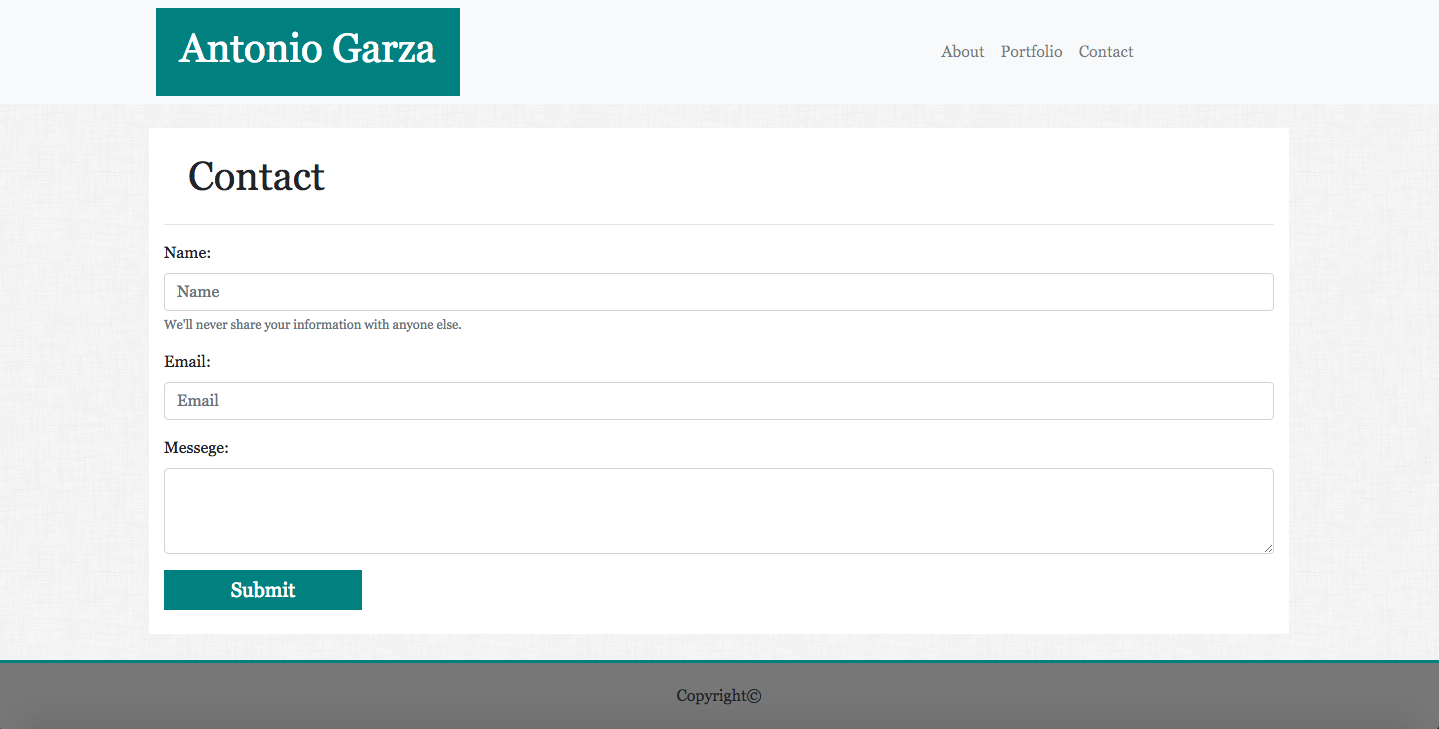 Antonio Garza
About Portfolio Contact
Contact
Name:
Name
We'll never share your information with anyone else.
Email:
Email
Messege:
Submit
Copyright©